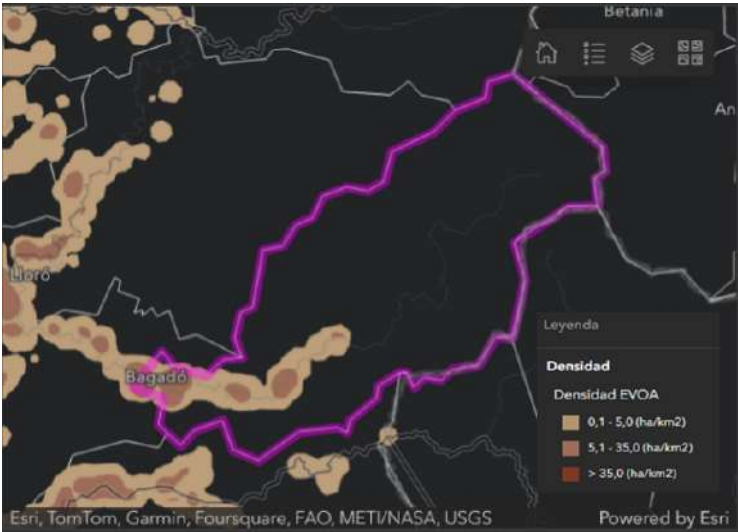 Betania
An
Lloró
Bagadó
Leyenda
Densidad
Densidad EVOA
0,1 - 5,0 (ha/km2)
5,1 - 35,0 (ha/km2)
> 35,0 (ha/km2)
Esri, TomTom, Garmin, Foursquare, FAO, METI/NASA, USGS
Powered by Esri